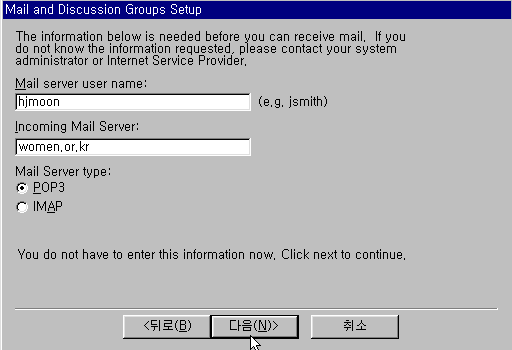 Mail and Discussion Groups Setup
The information below is needed before you can receive mail. If you
do not know the information requested, please contact your system
administrator or Internet Service Provider.
Mail server user name:
hjmoon (e.g. jsmith)
Incoming Mail Server:
women.or.kr
Mail Server type:
POP3
IMAP
You do not have to enter this information now. Click next to continue.
<뒤로(B) 다음(N)> 취소